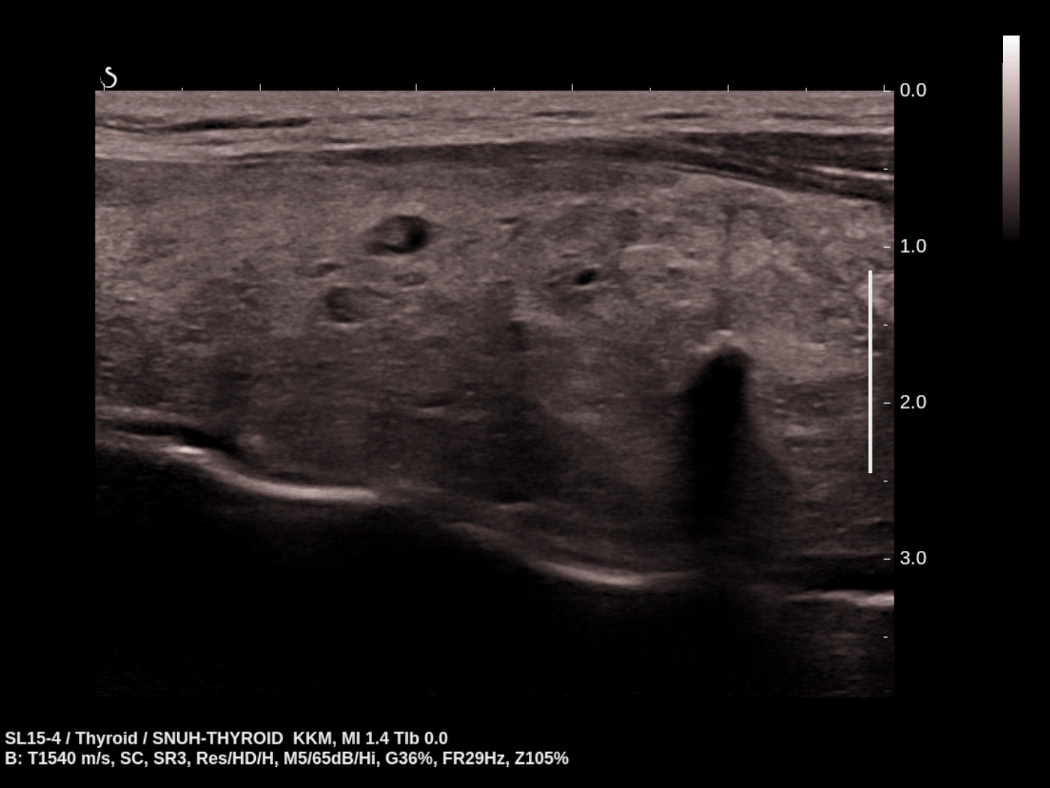 S
0.0
1.0
2.0
3.0
SL15-4 / Thyroid / SNUH-THYROID KKM, MI 1.4 TIb 0.0
B: T1540 m/s, SC, SR3, Res/HD/H, M5/65dB/Hi, G36%, FR29Hz, Z105%